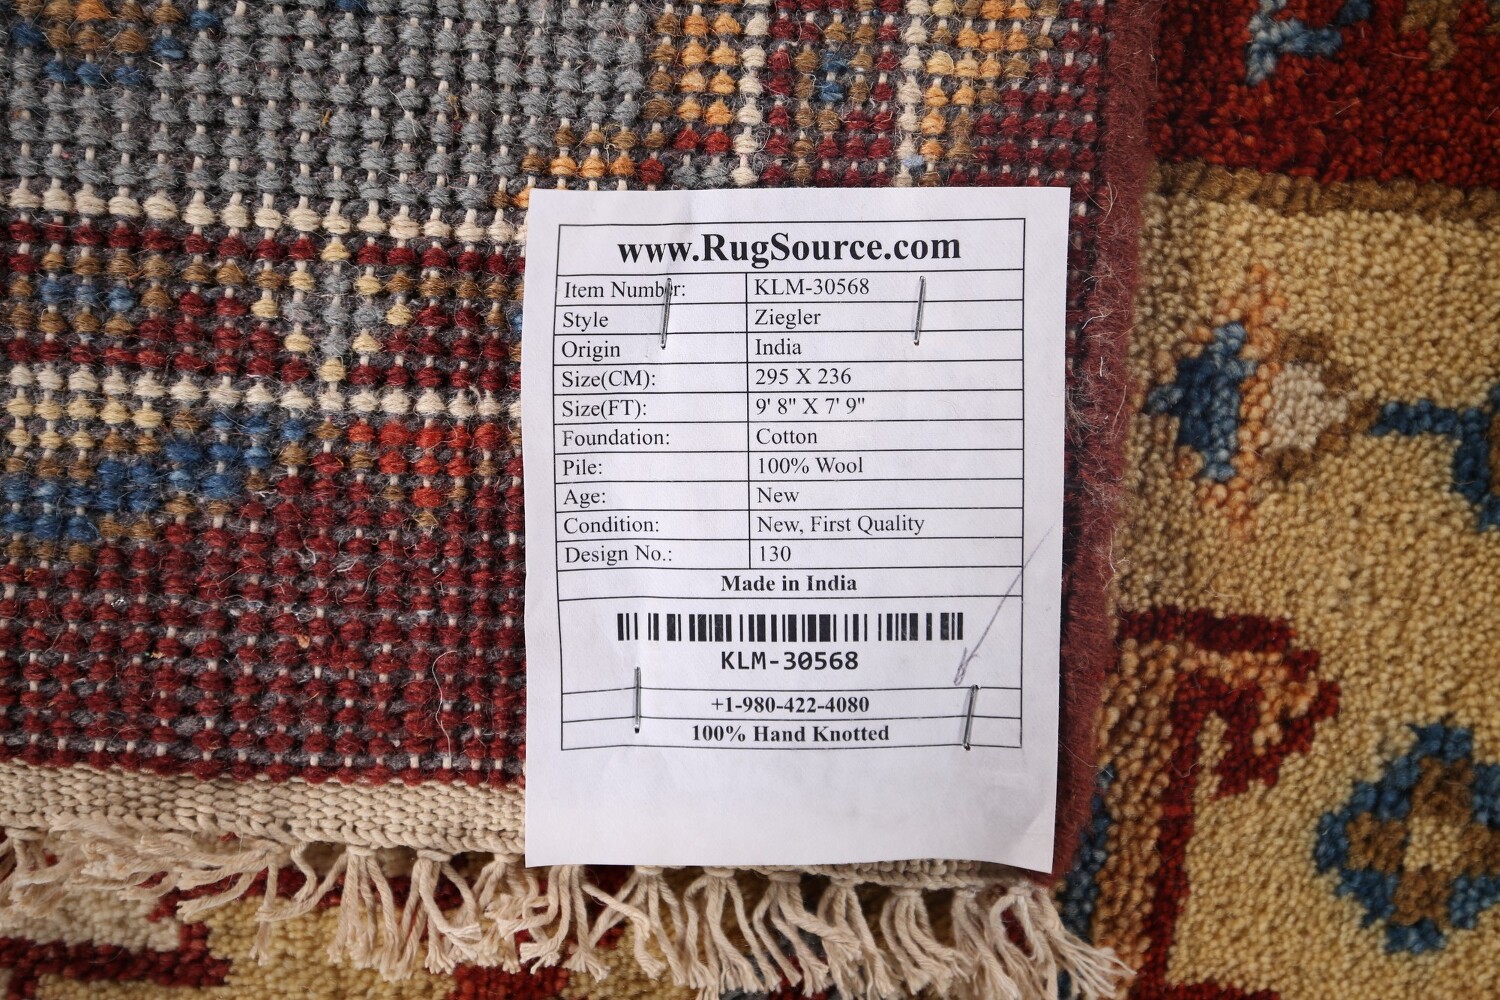 www.RugSource.com
Item Number: KLM-30568
Style Ziegler
Origin India
Size(CM): 295 X 236
Size(FT): 9' 8" X 7' 9"
Foundation: Cotton
Pile: 100% Wool
Age: New
Condition: New, First Quality
Design No.: 130
Made in India
KLM-30568
+1-980-422-4080
100% Hand Knotted